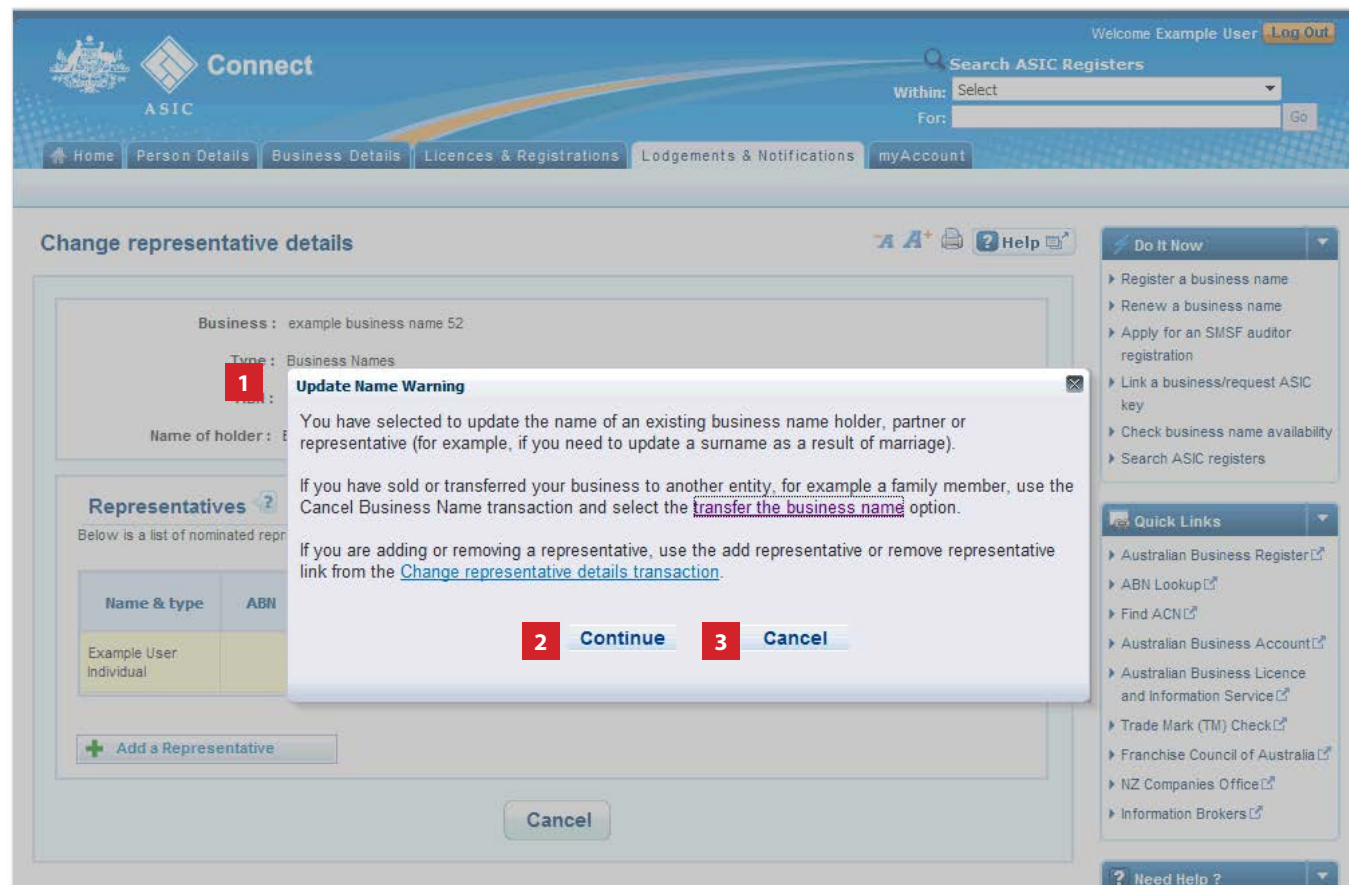 Welcome Example User Log Out
Connect
ASIC
Search ASIC Registers
Within: Select
For: Go
Home Person Details Business Details Licences & Registrations Lodgements & Notifications myAccount
Change representative details
A A+ ? Help
Business : example business name 52
Type : Business Names
1
ABN :
Name of holder :
Representatives ?
Below is a list of nominated
Name & type ABN
Example User
Individual
Add a Representative
Cancel
Update Name Warning
You have selected to update the name of an existing business name holder, partner or
representative (for example, if you need to update a surname as a result of marriage).
If you have sold or transferred your business to another entity, for example a family member, use the
Cancel Business Name transaction and select the transfer the business name option.
If you are adding or removing a representative, use the add representative or remove representative
link from the Change representative details transaction.
2 Continue 3 Cancel
Do It Now
Register a business name
Renew a business name
Apply for an SMSF auditor
registration
Link a business/request ASIC
key
Check business name availability
Search ASIC registers
Quick Links
Australian Business Register
ABN Lookup
Find ACN
Australian Business Account
Australian Business Licence
and Information Service
Trade Mark (TM) Check
Franchise Council of Australia
NZ Companies Office
Information Brokers
? Need Help ?